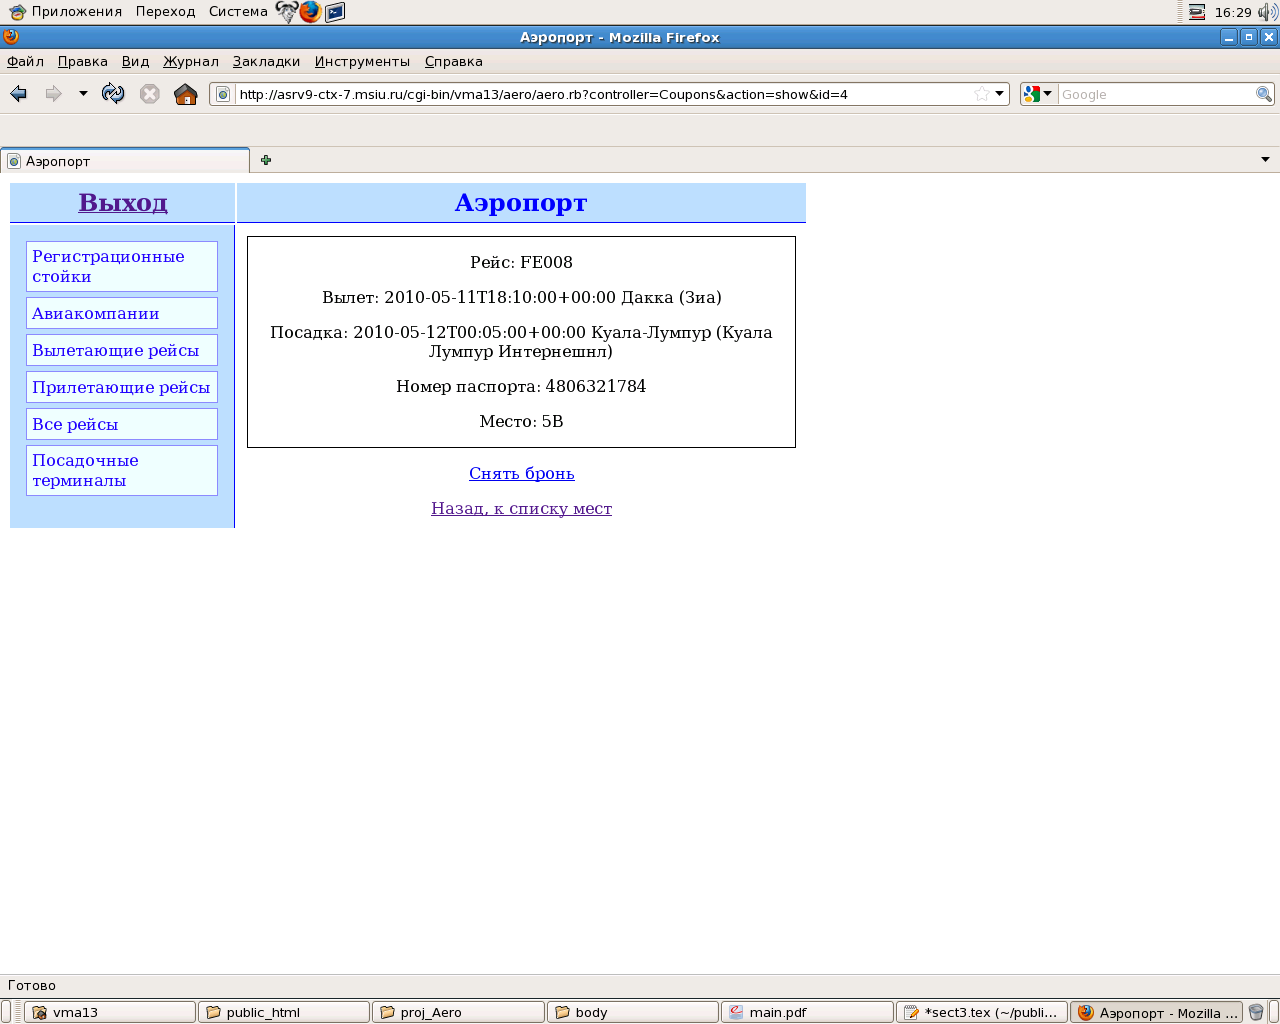 Приложения Переход Система 16:29
Аэропорт - Mozilla Firefox
Файл Правка Вид Журнал Закладки Инструменты Справка
http://asrv9-ctx-7.msiu.ru/cgi-bin/vma13/aero/aero.rb?controller=Coupons&action=show&id=4 Google
Аэропорт
Выход
Аэропорт
Регистрационные
стойки
Авиакомпании
Вылетающие рейсы
Прилетающие рейсы
Все рейсы
Посадочные
терминалы
Рейс: FE008
Вылет: 2010-05-11T18:10:00+00:00 Дакка (Зиа)
Посадка: 2010-05-12T00:05:00+00:00 Куала-Лумпур (Куала
Лумпур Интернешнл)
Номер паспорта: 4806321784
Место: 5B
Снять бронь
Назад, к списку мест
Готово
vma13 public_html proj_Aero body main.pdf *sect3.tex (~/publi... Аэропорт - Mozilla ...